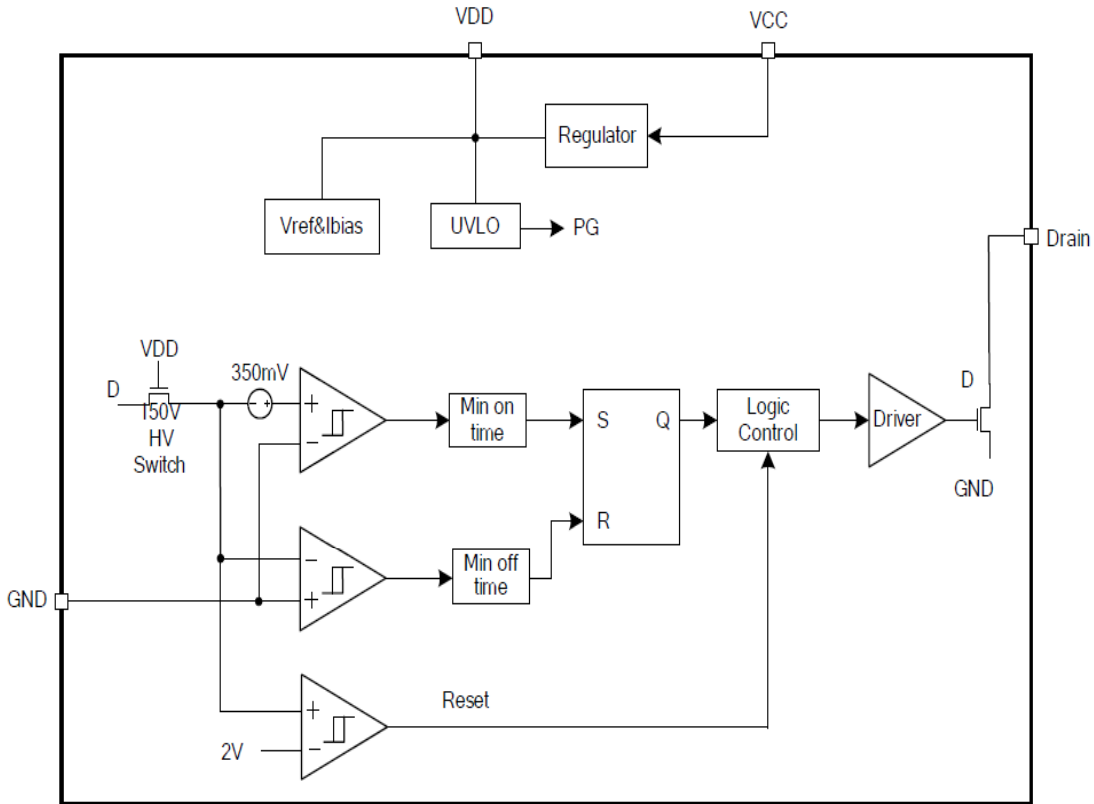 VDD
VCC
Regulator
Vref&Ibias
UVLO
PG
Drain
VDD
D
150V
HV
Switch
350mV
- +
+
−
Min on
time
S
Q
R
Logic
Control
Driver
D
GND
−
+
Min off
time
GND
Reset
+
−
2V